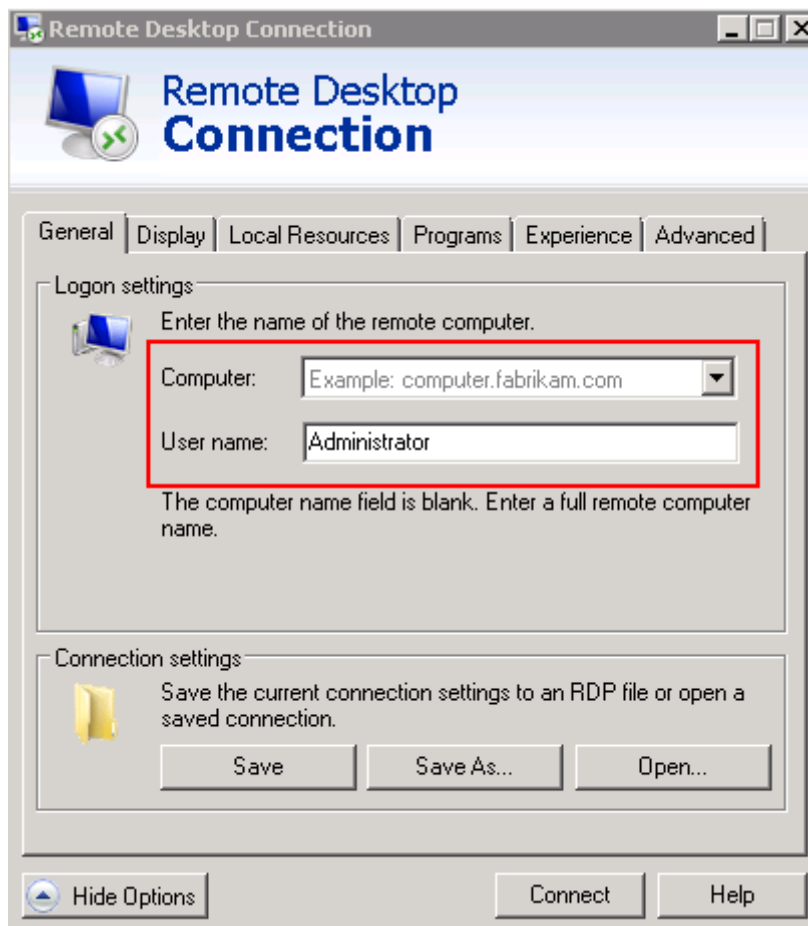 Remote Desktop Connection
Remote Desktop
Connection
General Display Local Resources Programs Experience Advanced
Logon settings
Enter the name of the remote computer.
Computer: Example: computer.fabrikam.com
User name: Administrator
The computer name field is blank. Enter a full remote computer
name.
Connection settings
Save the current connection settings to an RDP file or open a
saved connection.
Save Save As... Open...
Hide Options Connect Help